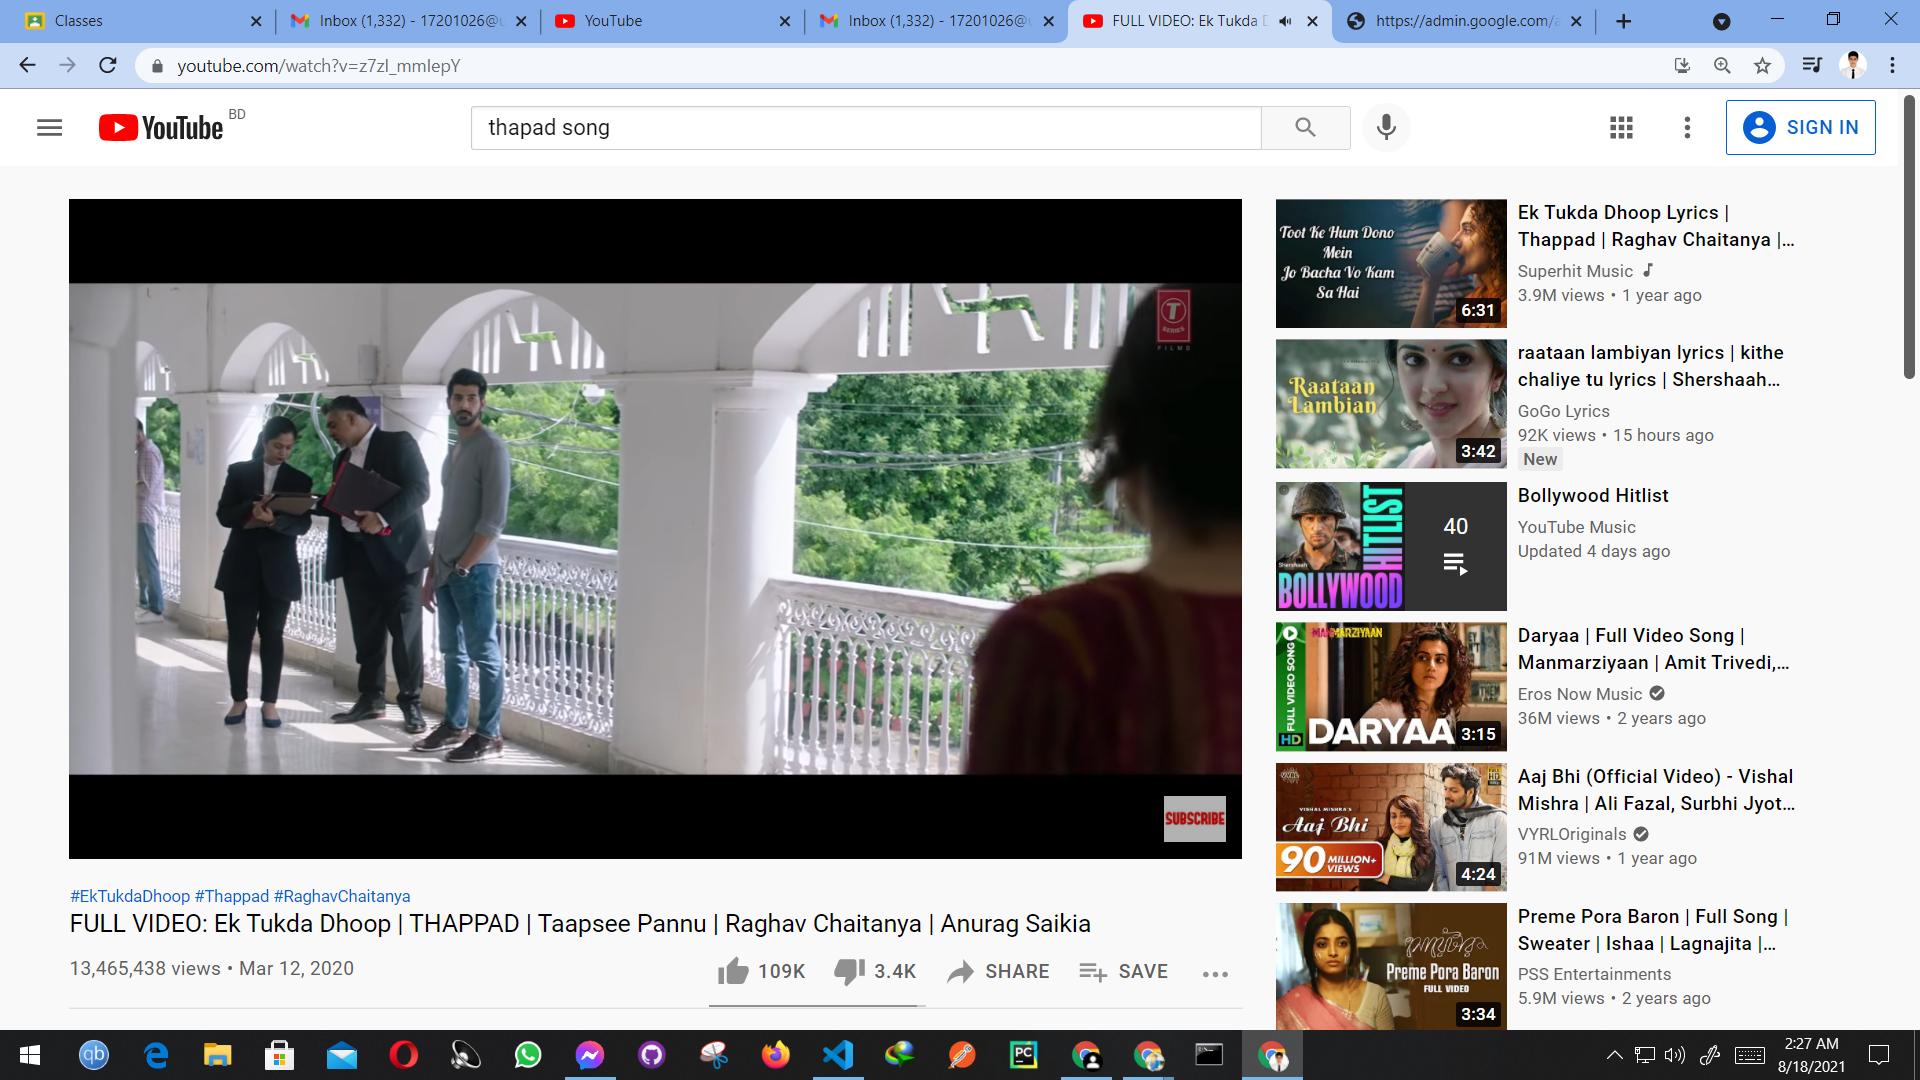 Classes
Inbox (1,332) - 17201026@u
YouTube
Inbox (1,332) - 17201026@u
FULL VIDEO: Ek Tukda D
https://admin.google.com/a
youtube.com/watch?v=z7zI_mmIepY
YouTube BD
thapad song
SIGN IN
T
SERIES
FILMS
SUBSCRIBE
#EkTukdaDhoop #Thappad #RaghavChaitanya
FULL VIDEO: Ek Tukda Dhoop | THAPPAD | Taapsee Pannu | Raghav Chaitanya | Anurag Saikia
13,465,438 views • Mar 12, 2020
109K
3.4K
SHARE
SAVE
Toot Ke Hum Dono
Mein
Jo Bacha Vo Kam
Sa Hai
6:31
Ek Tukda Dhoop Lyrics |
Thappad | Raghav Chaitanya |...
Superhit Music
3.9M views • 1 year ago
Raataan
Lambian
3:42
raataan lambiyan lyrics | kithe
chaliye tu lyrics | Shershaah...
GoGo Lyrics
92K views • 15 hours ago
New
Shershaah
BOLLYWOOD
HITLIST
40
Bollywood Hitlist
YouTube Music
Updated 4 days ago
FULL VIDEO SONG
HD
MANMARZIYAAN
DARYAA
3:15
Daryaa | Full Video Song |
Manmarziyaan | Amit Trivedi,...
Eros Now Music
36M views • 2 years ago
VISHAL MISHRA'S
Aaj Bhi
90 MILLION+
VIEWS
4:24
Aaj Bhi (Official Video) - Vishal
Mishra | Ali Fazal, Surbhi Jyot...
VYRLOriginals
91M views • 1 year ago
Preme Pora Baron
FULL VIDEO
3:34
Preme Pora Baron | Full Song |
Sweater | Ishaa | Lagnajita |...
PSS Entertainments
5.9M views • 2 years ago
qb
PC
2:27 AM
8/18/2021